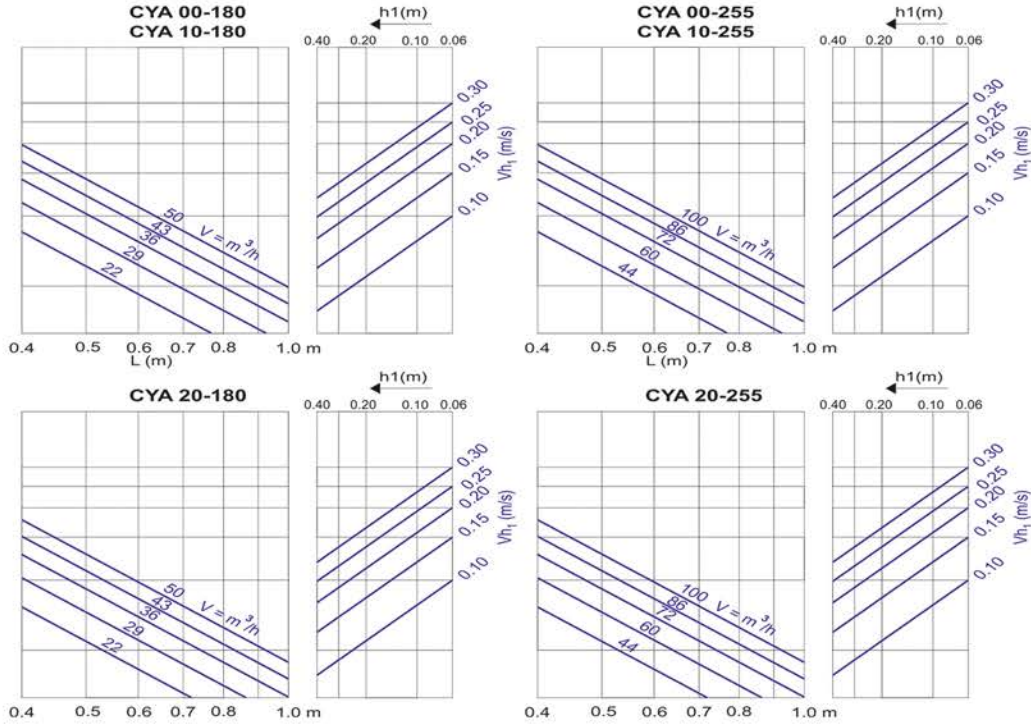 CYA 00-180
CYA 10-180
h1(m)
0.40 0.20 0.10 0.06
0.30
0.25
0.20
0.15
0.10
Vh₁ (m/s)
50
43
36
29
22
V = m³/h
0.4 0.5 0.6 0.7 0.8 1.0 m
L (m)
CYA 00-255
CYA 10-255
h1(m)
0.40 0.20 0.10 0.06
0.30
0.25
0.20
0.15
0.10
Vh₁ (m/s)
100
86
72
60
44
V = m³/h
0.4 0.5 0.6 0.7 0.8 1.0 m
L (m)
CYA 20-180
h1(m)
0.40 0.20 0.10 0.06
0.30
0.25
0.20
0.15
0.10
Vh₁ (m/s)
50
43
36
29
22
V = m³/h
0.4 0.5 0.6 0.7 0.8 1.0 m
CYA 20-255
h1(m)
0.40 0.20 0.10 0.06
0.30
0.25
0.20
0.15
0.10
Vh₁ (m/s)
100
86
72
60
44
V = m³/h
0.4 0.5 0.6 0.7 0.8 1.0 m